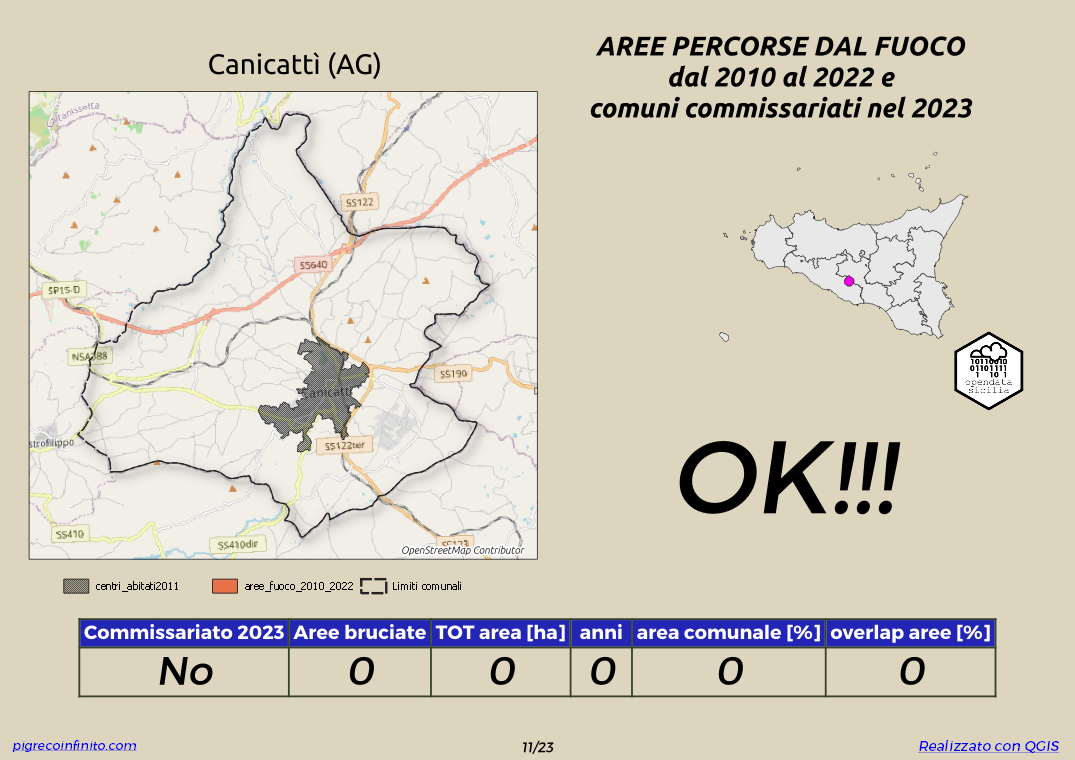 Canicattì (AG)
AREE PERCORSE DAL FUOCO
dal 2010 al 2022 e
comuni commissariati nel 2023
Caltanissetta
SS122
SS640
SP15-D
NSA388
SS190
Canicattì
strofilippo
SS122ter
SS410
SS410dir
SS123
OpenStreetMap Contributor
10110010
01101111
1 10 1
opendata
sicilia
OK!!!
centri_abitati2011
aree_fuoco_2010_2022
Limiti comunali
Commissariato 2023 Aree bruciate TOT area [ha] anni area comunale [%] overlap aree [%]
No 0 0 0 0 0
pigrecoinfinito.com
11/23
Realizzato con QGIS